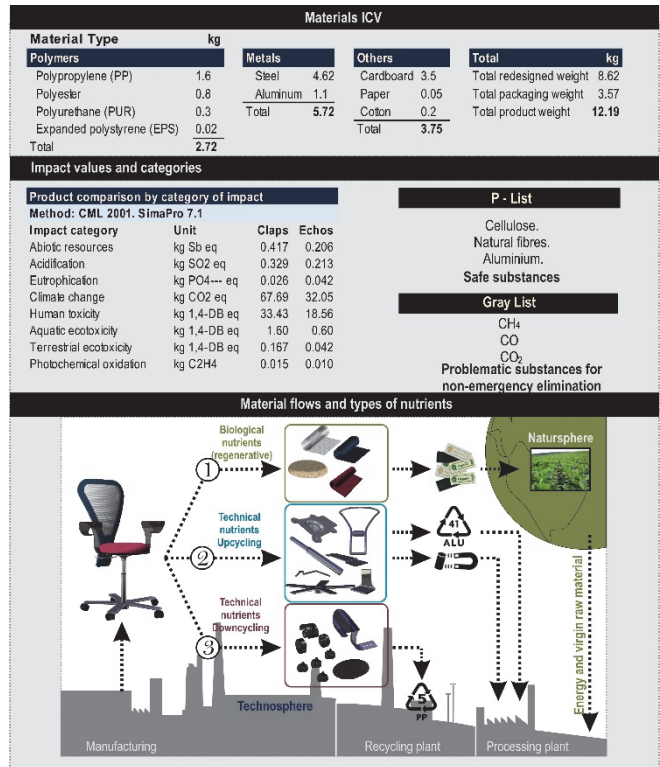 Materials ICV
Material Type kg
Polymers
Polypropylene (PP) 1.6
Polyester 0.8
Polyurethane (PUR) 0.3
Expanded polystyrene (EPS) 0.02
Total 2.72
Metals
Steel 4.62
Aluminum 1.1
Total 5.72
Others
Cardboard 3.5
Paper 0.05
Cotton 0.2
Total 3.75
Total kg
Total redesigned weight 8.62
Total packaging weight 3.57
Total product weight 12.19
Impact values and categories
Product comparison by category of impact
Method: CML 2001. SimaPro 7.1
Impact category Unit Claps Echos
Abiotic resources kg Sb eq 0.417 0.206
Acidification kg SO2 eq 0.329 0.213
Eutrophication kg PO4--- eq 0.026 0.042
Climate change kg CO2 eq 67.69 32.05
Human toxicity kg 1,4-DB eq 33.43 18.56
Aquatic ecotoxicity kg 1,4-DB eq 1.60 0.60
Terrestrial ecotoxicity kg 1,4-DB eq 0.167 0.042
Photochemical oxidation kg C2H4 0.015 0.010
P - List
Cellulose.
Natural fibres.
Aluminium.
Safe substances
Gray List
CH₄
CO
CO₂
Problematic substances for
non-emergency elimination
Material flows and types of nutrients
Biological
nutrients
(regenerative)
1
Natursphere
Technical
nutrients
Upcycling
2
41
ALU
Technical
nutrients
Downcycling
3
5
PP
Energy and virgin raw material
Technosphere
Manufacturing
Recycling plant
Processing plant